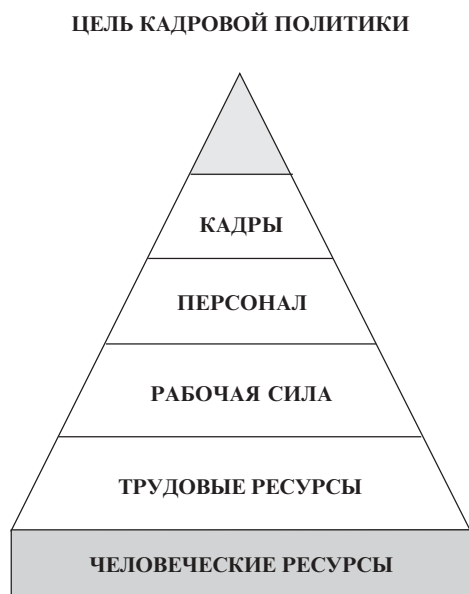 ЦЕЛЬ КАДРОВОЙ ПОЛИТИКИ
КАДРЫ
ПЕРСОНАЛ
РАБОЧАЯ СИЛА
ТРУДОВЫЕ РЕСУРСЫ
ЧЕЛОВЕЧЕСКИЕ РЕСУРСЫ